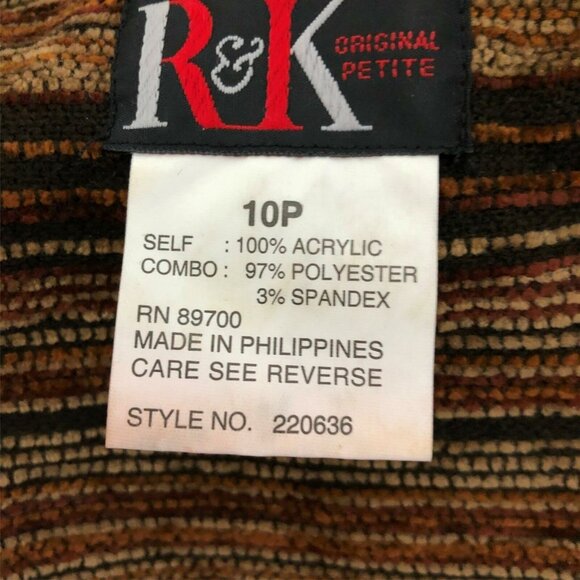 R&K ORIGINAL
PETITE
10P
SELF : 100% ACRYLIC
COMBO : 97% POLYESTER
3% SPANDEX
RN 89700
MADE IN PHILIPPINES
CARE SEE REVERSE
STYLE NO. 220636